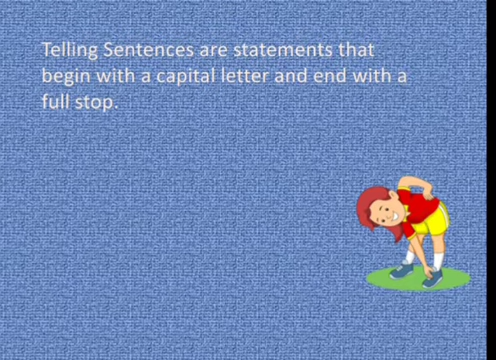 Telling Sentences are statements that
begin with a capital letter and end with a
full stop.